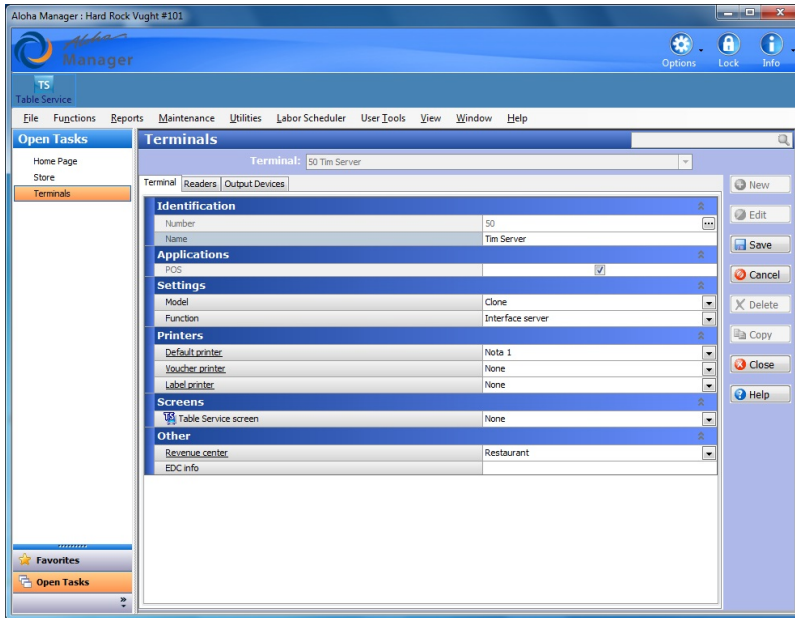 Aloha Manager : Hard Rock Vught #101
Aloha
Manager
Options
Lock
Info
TS
Table Service
File Functions Reports Maintenance Utilities Labor Scheduler User Tools View Window Help
Open Tasks
Home Page
Store
Terminals
Terminals
Terminal: 50 Tim Server
Terminal Readers Output Devices
Identification
Number 50 ...
Name Tim Server
Applications
POS
Settings
Model Clone
Function Interface server
Printers
Default printer Nota 1
Voucher printer None
Label printer None
Screens
TS Table Service screen None
Other
Revenue center Restaurant
EDC info
New
Edit
Save
Cancel
Delete
Copy
Close
Help
Favorites
Open Tasks